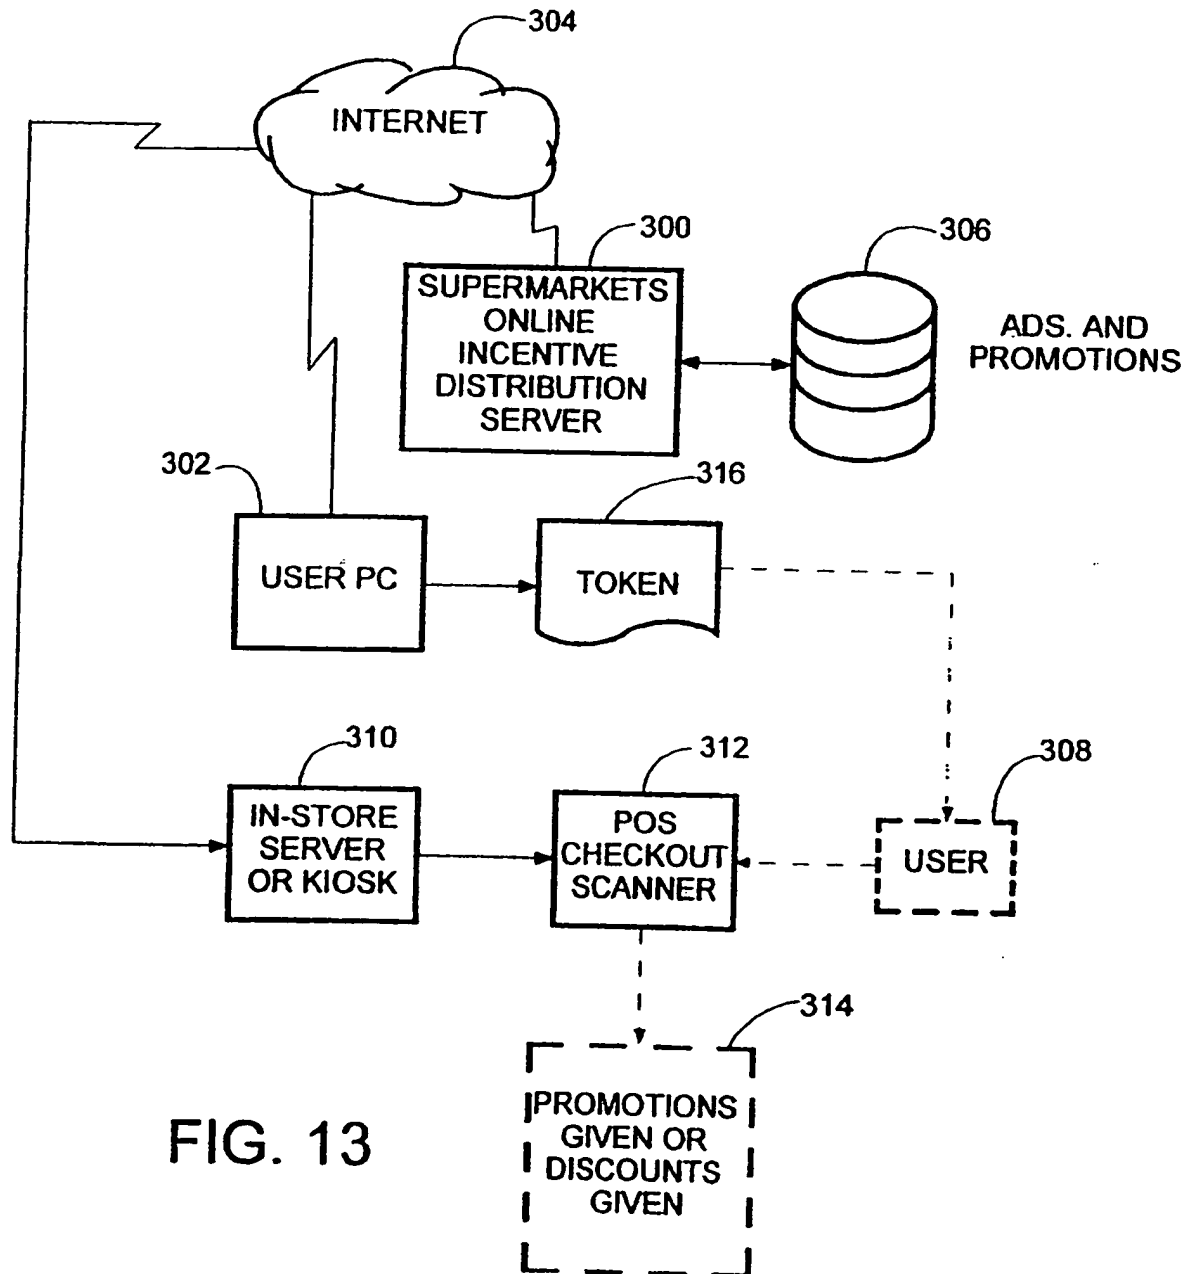 304
INTERNET
300
306
SUPERMARKETS
ONLINE
INCENTIVE
DISTRIBUTION
SERVER
ADS. AND
PROMOTIONS
302
316
USER PC
TOKEN
310
312
308
IN-STORE
SERVER
OR KIOSK
POS
CHECKOUT
SCANNER
USER
314
PROMOTIONS
GIVEN OR
DISCOUNTS
GIVEN
FIG. 13